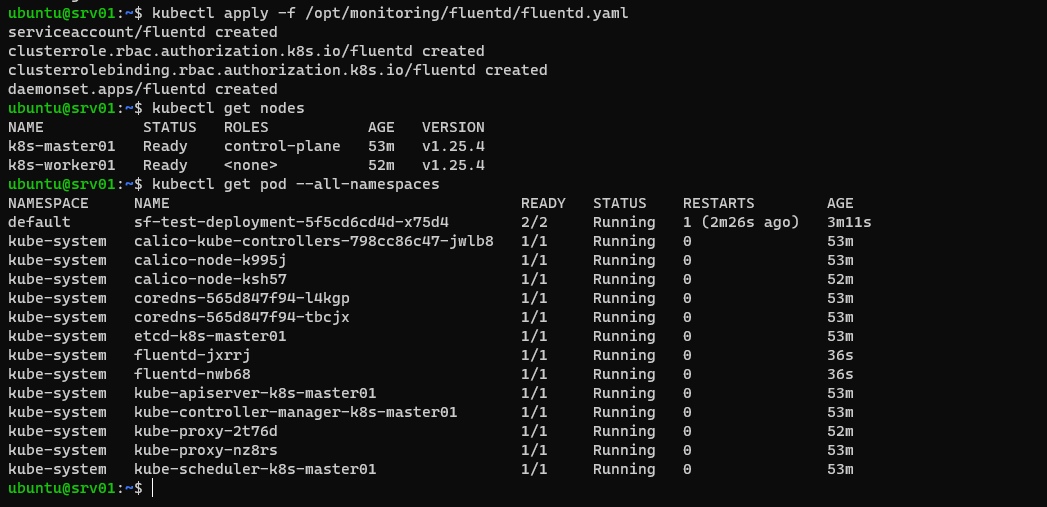 ubuntu@srv01:~$ kubectl apply -f /opt/monitoring/fluentd/fluentd.yaml
serviceaccount/fluentd created
clusterrole.rbac.authorization.k8s.io/fluentd created
clusterrolebinding.rbac.authorization.k8s.io/fluentd created
daemonset.apps/fluentd created
ubuntu@srv01:~$ kubectl get nodes
NAME           STATUS   ROLES           AGE   VERSION
k8s-master01   Ready    control-plane   53m   v1.25.4
k8s-worker01   Ready    <none>          52m   v1.25.4
ubuntu@srv01:~$ kubectl get pod --all-namespaces
NAMESPACE     NAME                                       READY   STATUS    RESTARTS        AGE
default       sf-test-deployment-5f5cd6cd4d-x75d4        2/2     Running   1 (2m26s ago)   3m11s
kube-system   calico-kube-controllers-798cc86c47-jwlb8   1/1     Running   0               53m
kube-system   calico-node-k995j                          1/1     Running   0               53m
kube-system   calico-node-ksh57                          1/1     Running   0               52m
kube-system   coredns-565d847f94-l4kgp                   1/1     Running   0               53m
kube-system   coredns-565d847f94-tbcjx                   1/1     Running   0               53m
kube-system   etcd-k8s-master01                          1/1     Running   0               53m
kube-system   fluentd-jxrrj                              1/1     Running   0               36s
kube-system   fluentd-nwb68                              1/1     Running   0               36s
kube-system   kube-apiserver-k8s-master01                1/1     Running   0               53m
kube-system   kube-controller-manager-k8s-master01       1/1     Running   0               53m
kube-system   kube-proxy-2t76d                           1/1     Running   0               52m
kube-system   kube-proxy-nz8rs                           1/1     Running   0               53m
kube-system   kube-scheduler-k8s-master01                1/1     Running   0               53m
ubuntu@srv01:~$